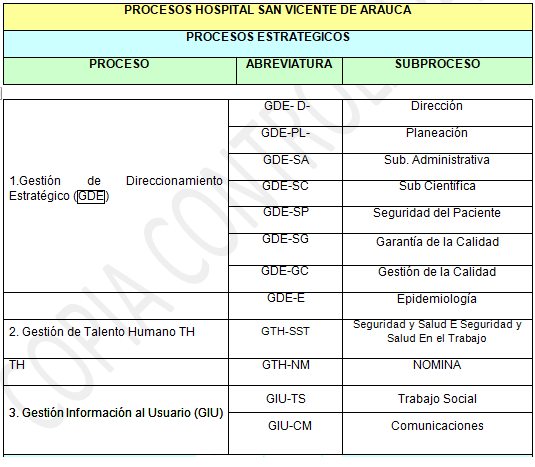 PROCESOS HOSPITAL SAN VICENTE DE ARAUCA
PROCESOS ESTRATEGICOS
PROCESO ABREVIATURA SUBPROCESO
1.Gestión de Direccionamiento
Estratégico (GDE)
GDE- D- Dirección
GDE-PL- Planeación
GDE-SA Sub. Administrativa
GDE-SC Sub Científica
GDE-SP Seguridad del Paciente
GDE-SG Garantía de la Calidad
GDE-GC Gestión de la Calidad
GDE-E Epidemiología
2. Gestión de Talento Humano TH GTH-SST Seguridad y Salud E Seguridad y
Salud En el Trabajo
TH GTH-NM NOMINA
3. Gestión Información al Usuario (GIU)
GIU-TS Trabajo Social
GIU-CM Comunicaciones
COPIA CONTROL